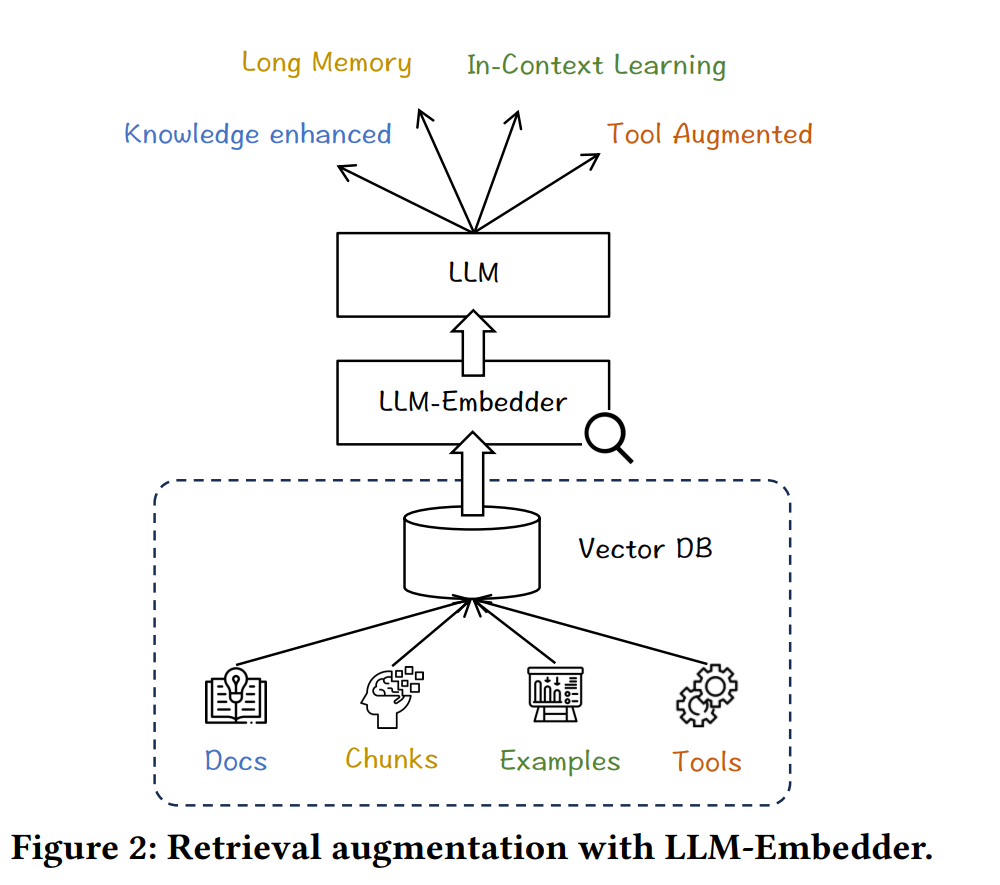 Long Memory In-Context Learning
Knowledge enhanced Tool Augmented
LLM
LLM-Embedder
Vector DB
Docs Chunks Examples Tools
Figure 2: Retrieval augmentation with LLM-Embedder.